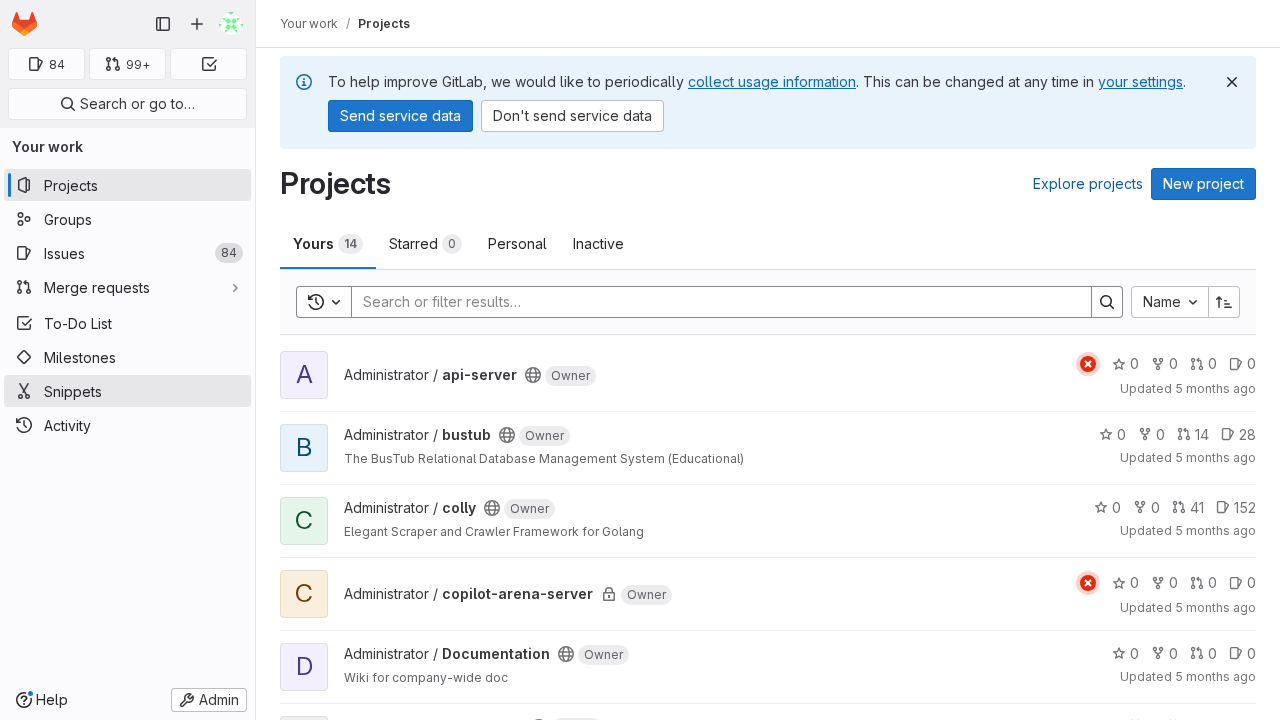 84
99+
Search or go to…
Your work
Projects
Groups
Issues 84
Merge requests
To-Do List
Milestones
Snippets
Activity
Help
Admin
Your work / Projects
To help improve GitLab, we would like to periodically collect usage information. This can be changed at any time in your settings.
Send service data Don't send service data
Projects
Explore projects New project
Yours 14 Starred 0 Personal Inactive
Search or filter results…
Name
A Administrator / api-server Owner 0 0 0 0
Updated 5 months ago
B Administrator / bustub Owner 0 0 14 28
The BusTub Relational Database Management System (Educational) Updated 5 months ago
C Administrator / colly Owner 0 0 41 152
Elegant Scraper and Crawler Framework for Golang Updated 5 months ago
C Administrator / copilot-arena-server Owner 0 0 0 0
Updated 5 months ago
D Administrator / Documentation Owner 0 0 0 0
Wiki for company-wide doc Updated 5 months ago